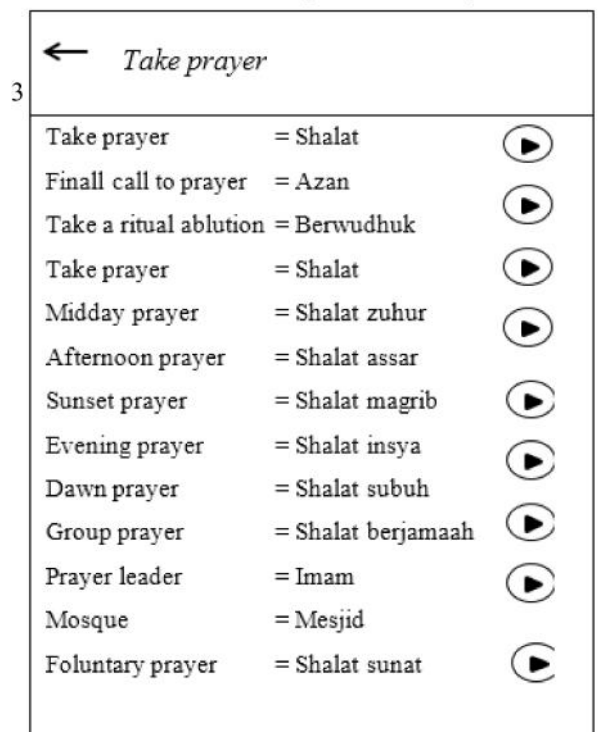 Take prayer
3
Take prayer = Shalat
Finall call to prayer = Azan
Take a ritual ablution = Berwudhuk
Take prayer = Shalat
Midday prayer = Shalat zuhur
Afternoon prayer = Shalat assar
Sunset prayer = Shalat magrib
Evening prayer = Shalat insya
Dawn prayer = Shalat subuh
Group prayer = Shalat berjamaah
Prayer leader = Imam
Mosque = Mesjid
Foluntary prayer = Shalat sunat